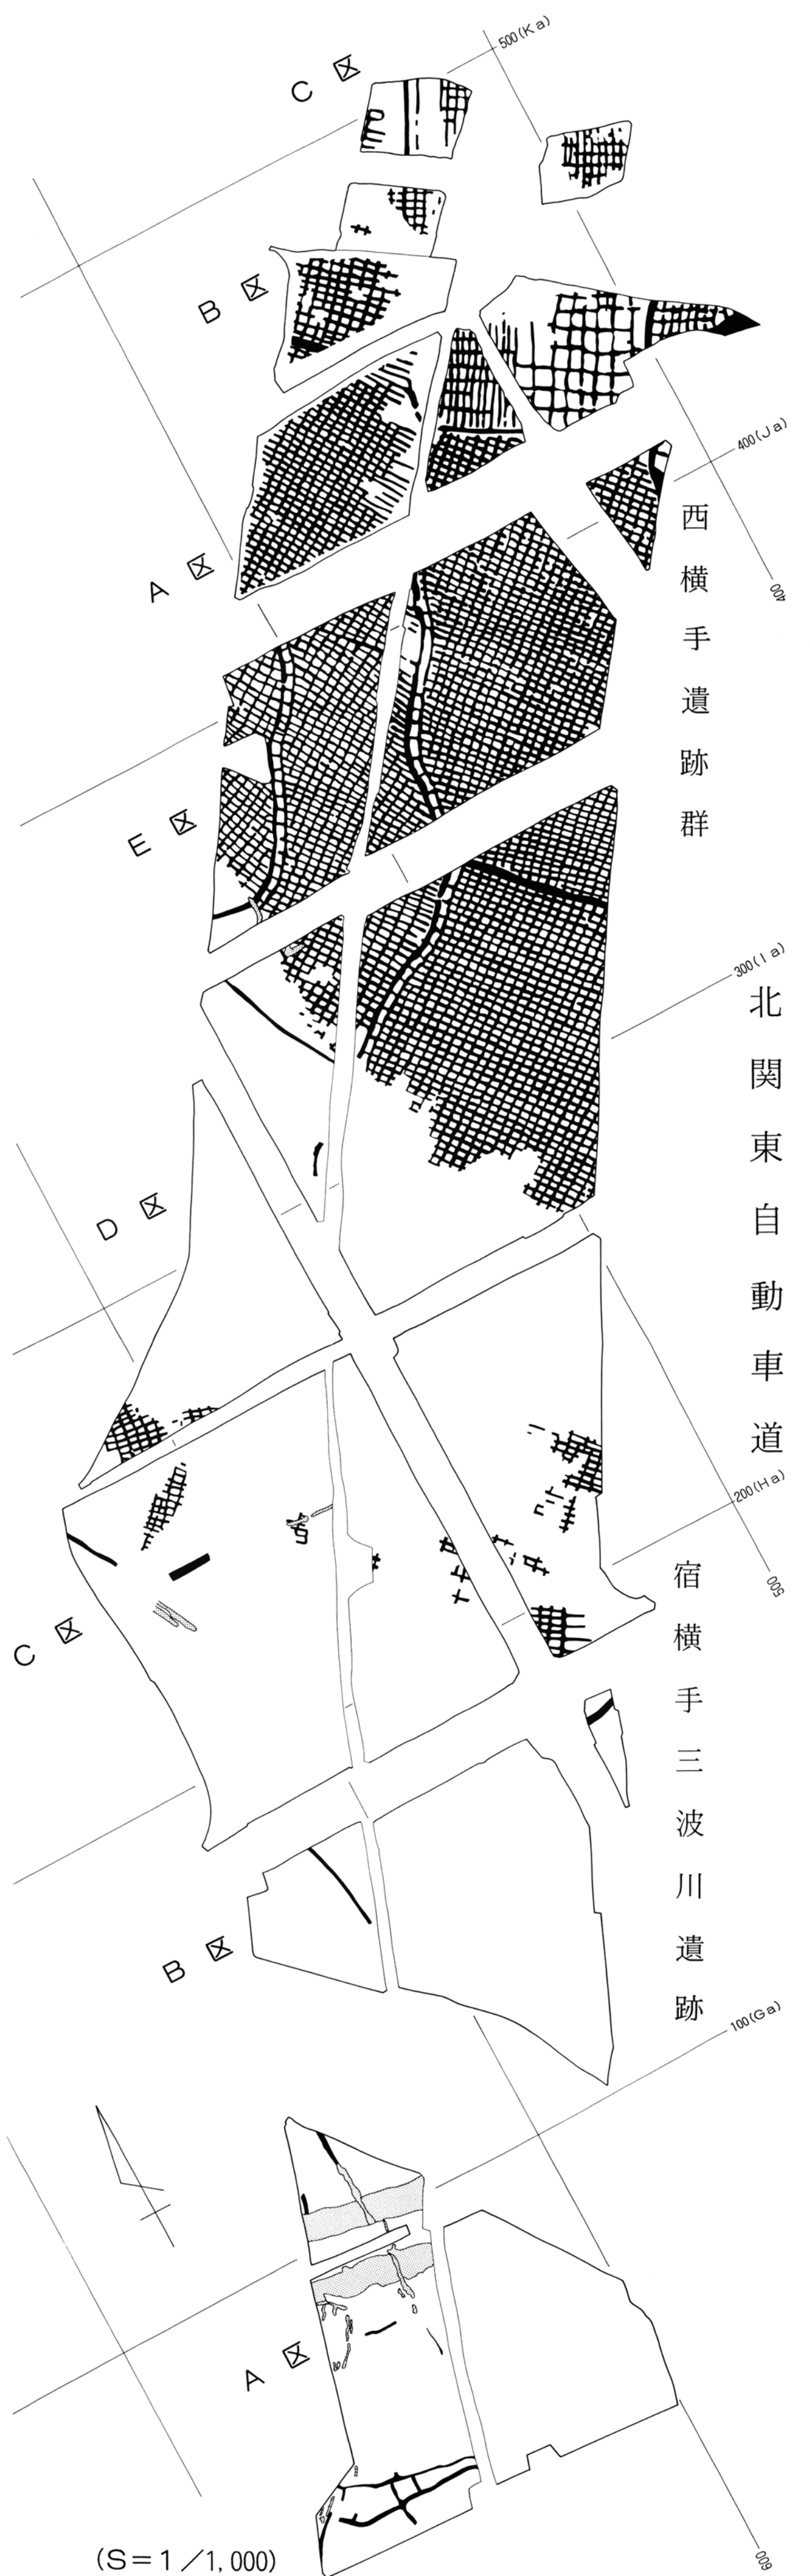 500(Ka)
C 区
B 区
400(Ja)
A 区
400
西横手遺跡群
E 区
300(Ia)
北関東自動車道
D 区
200(Ha)
500
C 区
宿横手三波川遺跡
B 区
100(Ga)
A 区
600
(S=1/1,000)